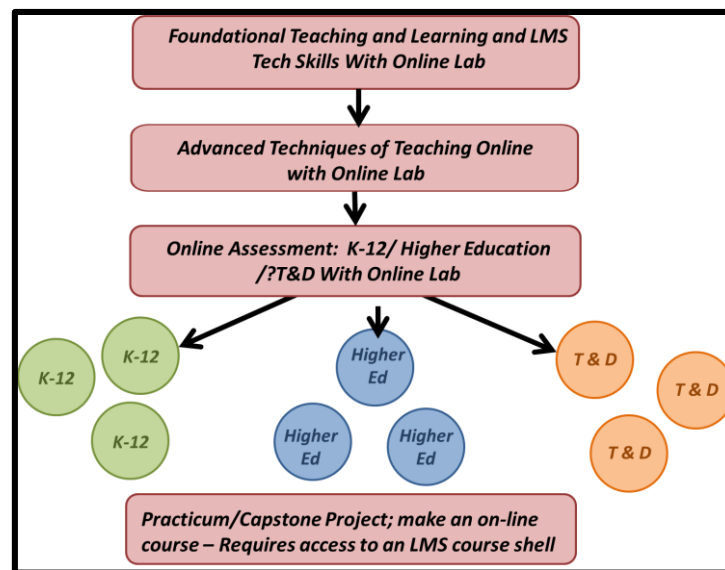 Foundational Teaching and Learning and LMS
Tech Skills With Online Lab
Advanced Techniques of Teaching Online
with Online Lab
Online Assessment: K-12/ Higher Education
/?T&D With Online Lab
K-12
K-12
K-12
Higher
Ed
Higher
Ed
Higher
Ed
T & D
T & D
T & D
Practicum/Capstone Project; make an on-line
course – Requires access to an LMS course shell